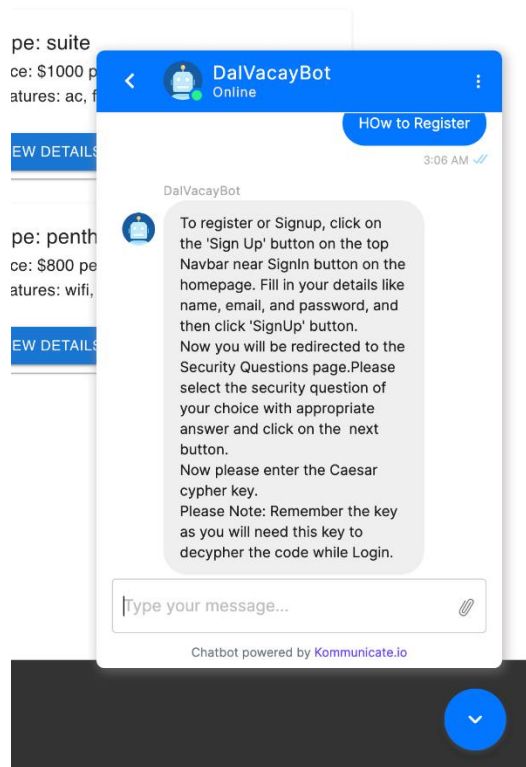 pe: suite
ce: $1000 p
atures: ac, f
EW DETAILS
pe: penth
ce: $800 pe
atures: wifi,
EW DETAILS
DalVacayBot
Online
HOw to Register
3:06 AM
DalVacayBot
To register or Signup, click on
the 'Sign Up' button on the top
Navbar near SignIn button on the
homepage. Fill in your details like
name, email, and password, and
then click 'SignUp' button.
Now you will be redirected to the
Security Questions page.Please
select the security question of
your choice with appropriate
answer and click on the next
button.
Now please enter the Caesar
cypher key.
Please Note: Remember the key
as you will need this key to
decypher the code while Login.
Type your message...
Chatbot powered by Kommunicate.io